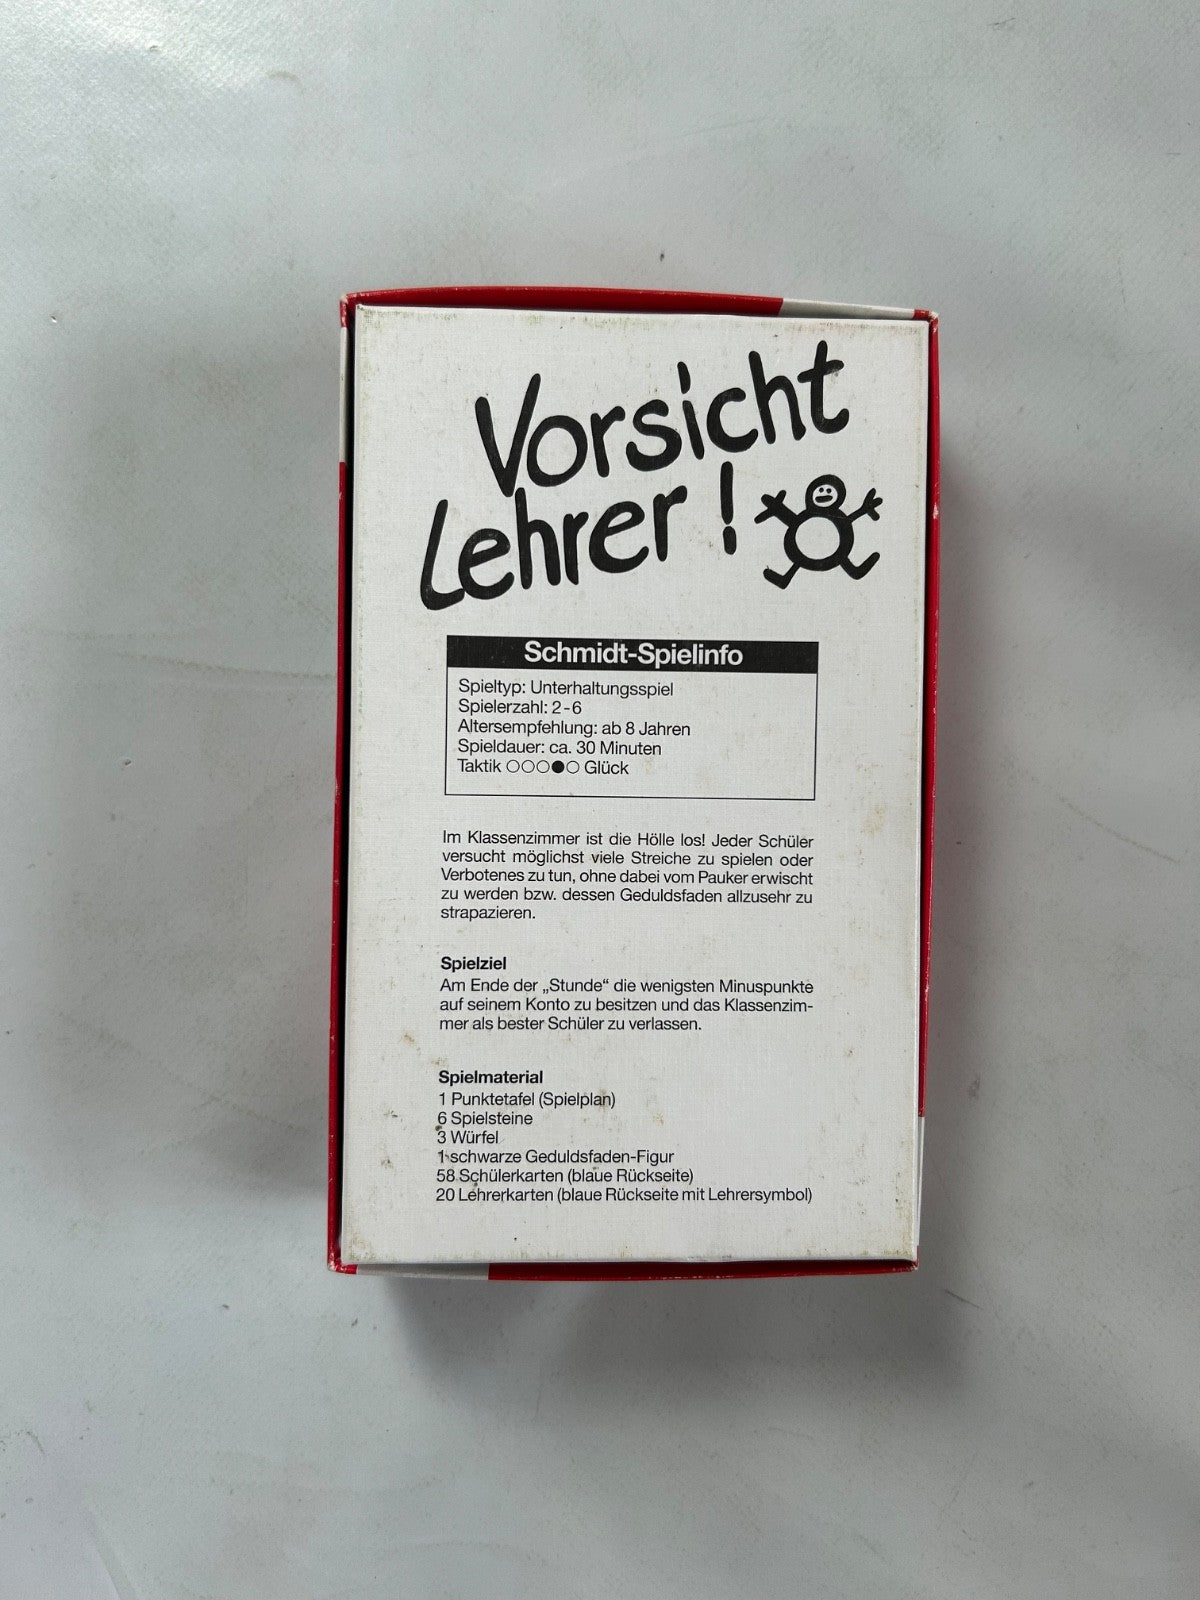 Vorsicht
Lehrer!
Schmidt-Spielinfo
Spieltyp: Unterhaltungsspiel
Spielerzahl: 2-6
Altersempfehlung: ab 8 Jahren
Spieldauer: ca. 30 Minuten
Taktik ○○○●○ Glück
Im Klassenzimmer ist die Hölle los! Jeder Schüler
versucht möglichst viele Streiche zu spielen oder
Verbotenes zu tun, ohne dabei vom Pauker erwischt
zu werden bzw. dessen Geduldsfaden allzusehr zu
strapazieren.
Spielziel
Am Ende der „Stunde“ die wenigsten Minuspunkte
auf seinem Konto zu besitzen und das Klassenzim-
mer als bester Schüler zu verlassen.
Spielmaterial
1 Punktetafel (Spielplan)
6 Spielsteine
3 Würfel
1 schwarze Geduldsfaden-Figur
58 Schülerkarten (blaue Rückseite)
20 Lehrerkarten (blaue Rückseite mit Lehrersymbol)